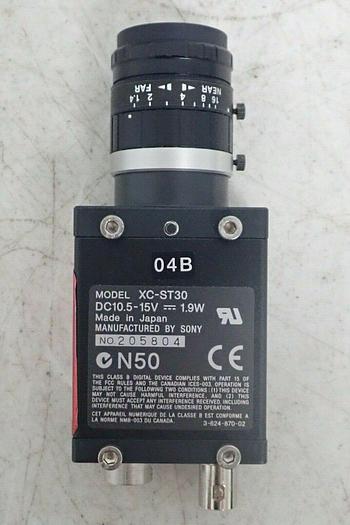 FAR NEAR
1.4 2 4 8 16
04B
MODEL XC-ST30
DC10.5-15V ⎓ 1.9W
Made in Japan
MANUFACTURED BY SONY
NO. 205804
N50 CE
THIS CLASS B DIGITAL DEVICE COMPLIES WITH PART 15 OF
THE FCC RULES AND THE CANADIAN ICES-003. OPERATION IS
SUBJECT TO THE FOLLOWING TWO CONDITIONS: (1) THIS DEVICE
MAY NOT CAUSE HARMFUL INTERFERENCE, AND (2) THIS
DEVICE MUST ACCEPT ANY INTERFERENCE RECEIVED INCLUDING
INTERFERENCE THAT MAY CAUSE UNDESIRED OPERATION.
CET APPAREIL NUMERIQUE DE LA CLASSE B EST CONFORME A
LA NORME NMB-003 DU CANADA.
3-624-870-02